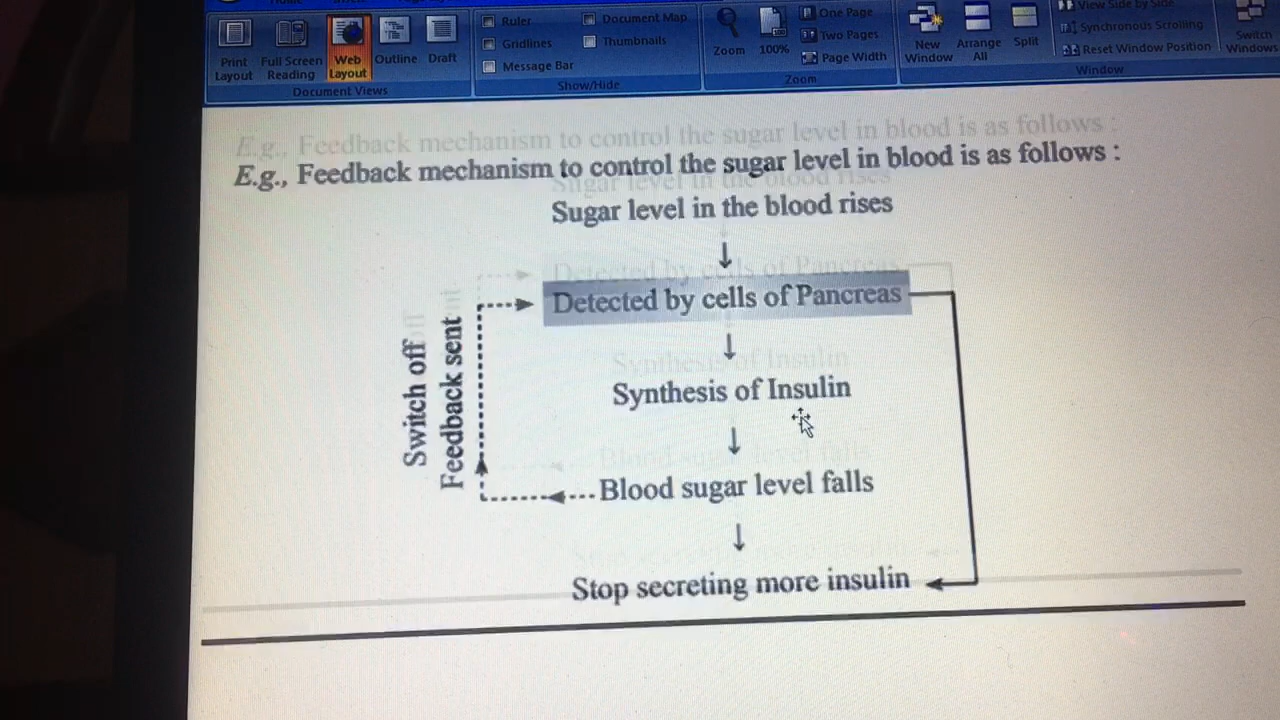 Print Layout
Full Screen Reading
Web Layout
Outline
Draft
Document Views
Ruler
Gridlines
Message Bar
Document Map
Thumbnails
Show/Hide
Zoom
100%
One Page
Two Pages
Page Width
Zoom
New Window
Arrange All
Split
View Side by Side
Synchronous Scrolling
Reset Window Position
Window
Switch Windows
E.g., Feedback mechanism to control the sugar level in blood is as follows :
Sugar level in the blood rises
Detected by cells of Pancreas
Synthesis of Insulin
Blood sugar level falls
Stop secreting more insulin
Switch off
Feedback sent